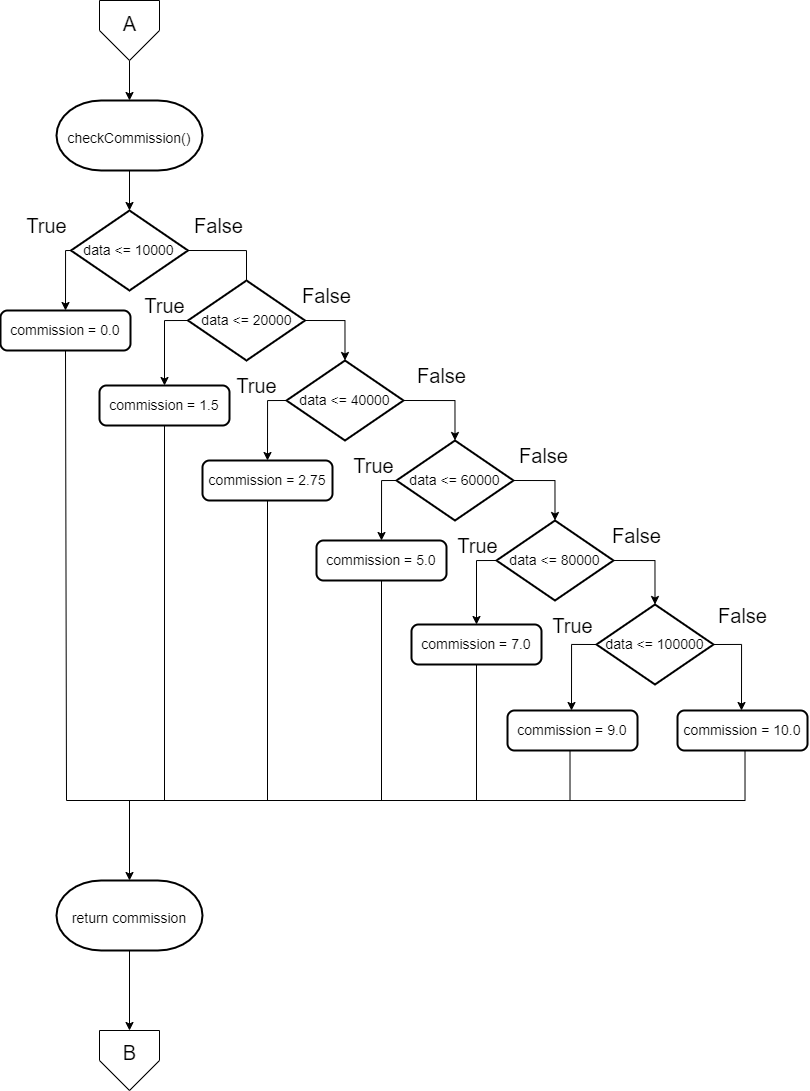 A
checkCommission()
True
False
data <= 10000
True
False
commission = 0.0
data <= 20000
True
False
commission = 1.5
data <= 40000
True
False
commission = 2.75
data <= 60000
True
False
commission = 5.0
data <= 80000
True
False
commission = 7.0
data <= 100000
commission = 9.0
commission = 10.0
return commission
B